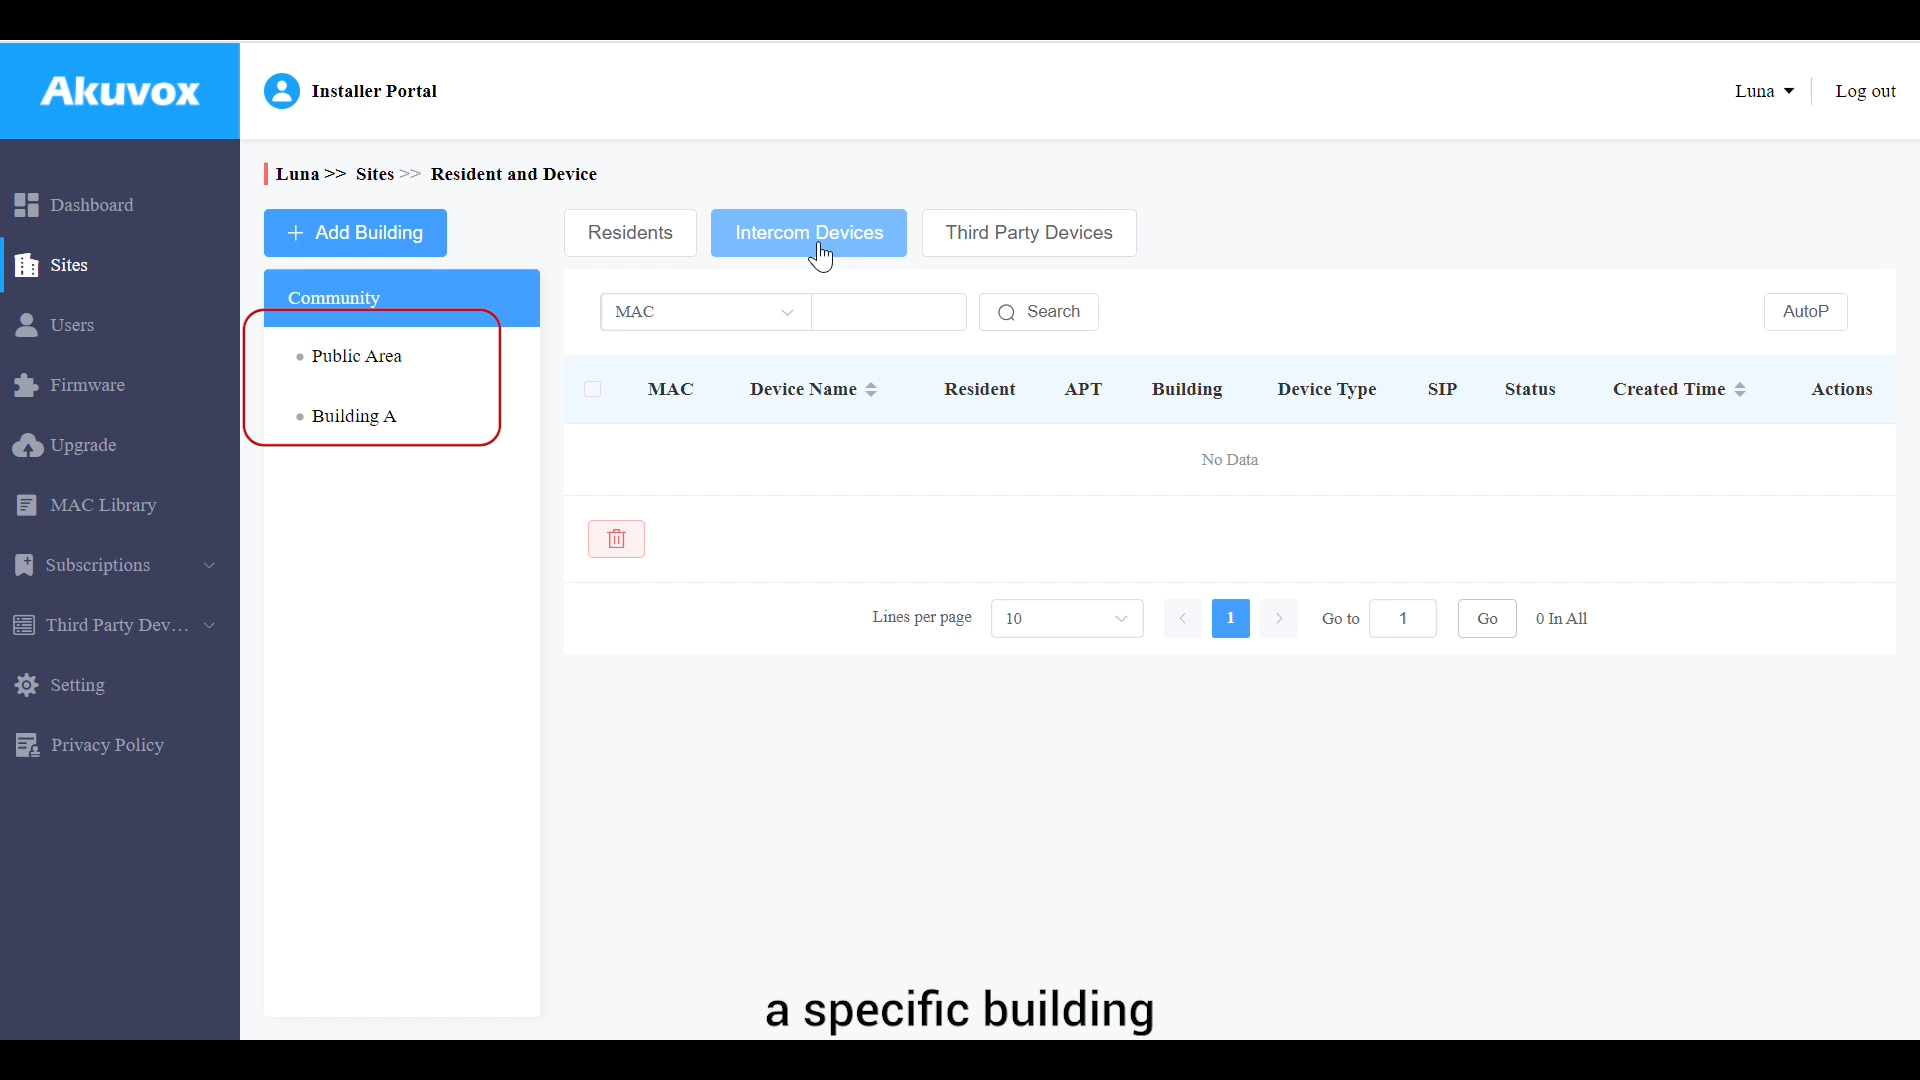 Akuvox
Installer Portal
Luna
Log out
Luna >> Sites >> Resident and Device
Dashboard
Sites
Users
Firmware
Upgrade
MAC Library
Subscriptions
Third Party Dev...
Setting
Privacy Policy
+ Add Building
Community
Public Area
Building A
Residents
Intercom Devices
Third Party Devices
MAC
Search
AutoP
MAC Device Name Resident APT Building Device Type SIP Status Created Time Actions
No Data
Lines per page 10 < 1 > Go to 1 Go 0 In All
a specific building